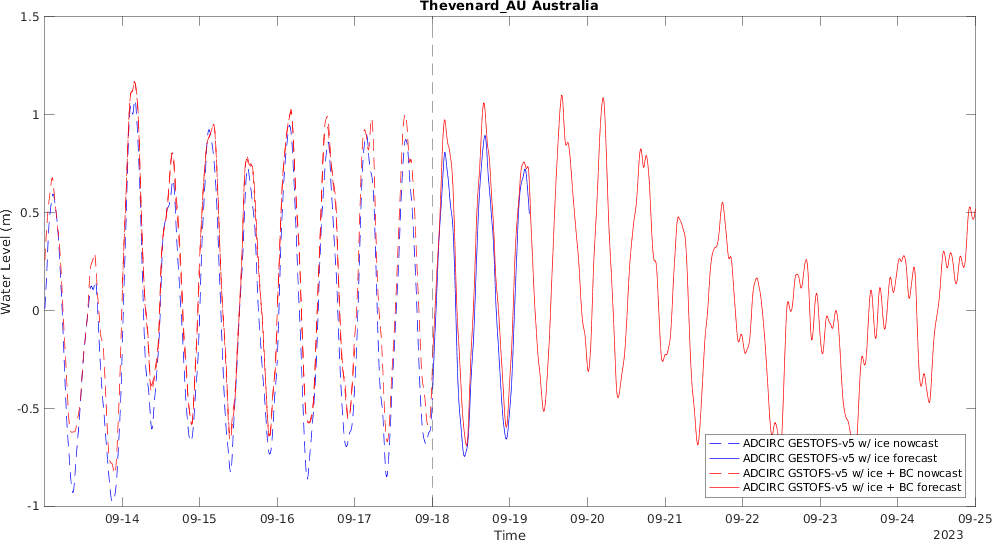 Thevenard_AU Australia
1.5
1
0.5
0
-0.5
-1
Water Level (m)
ADCIRC GESTOFS-v5 w/ ice nowcast
ADCIRC GESTOFS-v5 w/ ice forecast
ADCIRC GSTOFS-v5 w/ ice + BC nowcast
ADCIRC GSTOFS-v5 w/ ice + BC forecast
09-14 09-15 09-16 09-17 09-18 09-19 09-20 09-21 09-22 09-23 09-24 09-25
Time
2023